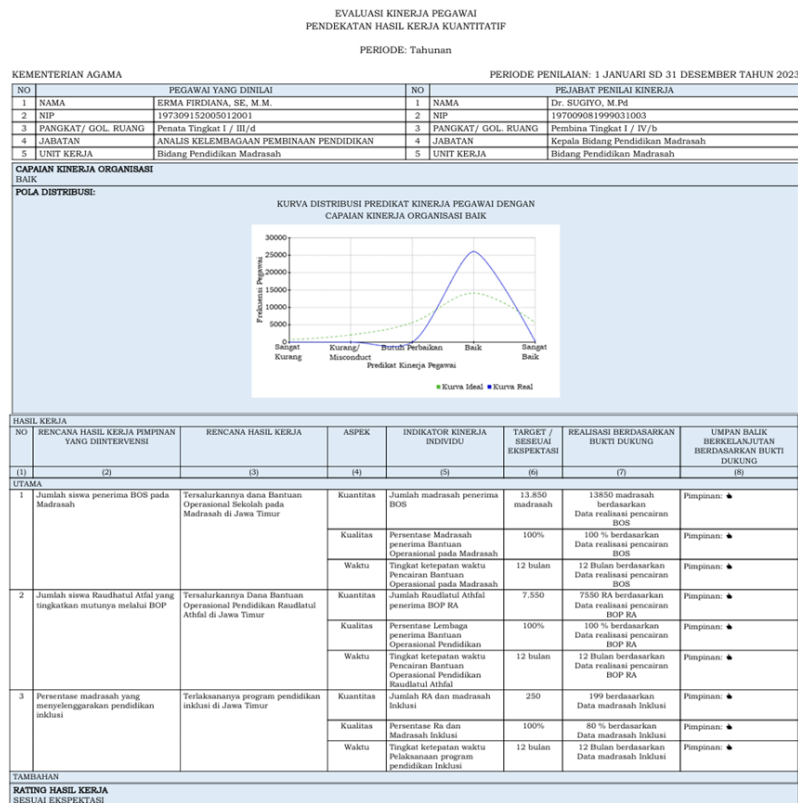 EVALUASI KINERJA PEGAWAI
PENDEKATAN HASIL KERJA KUANTITATIF
PERIODE: Tahunan
KEMENTERIAN AGAMA
PERIODE PENILAIAN: 1 JANUARI SD 31 DESEMBER TAHUN 2023
NO PEGAWAI YANG DINILAI NO PEJABAT PENILAI KINERJA
1 NAMA ERMA FIRDIANA, SE, M.M. 1 NAMA Dr. SUGIYO, M.Pd
2 NIP 197309152005012001 2 NIP 197009081999031003
3 PANGKAT/ GOL. RUANG Penata Tingkat I / III/d 3 PANGKAT/ GOL. RUANG Pembina Tingkat I / IV/b
4 JABATAN ANALIS KELEMBAGAAN PEMBINAAN PENDIDIKAN 4 JABATAN Kepala Bidang Pendidikan Madrasah
5 UNIT KERJA Bidang Pendidikan Madrasah 5 UNIT KERJA Bidang Pendidikan Madrasah
CAPAIAN KINERJA ORGANISASI
BAIK
POLA DISTRIBUSI:
KURVA DISTRIBUSI PREDIKAT KINERJA PEGAWAI DENGAN
CAPAIAN KINERJA ORGANISASI BAIK
Frekuensi Pegawai
30000
25000
20000
15000
10000
5000
0
Sangat Kurang
Kurang/ Misconduct
Butuh Perbaikan
Baik
Sangat Baik
Predikat Kinerja Pegawai
Kurva Ideal Kurva Real
HASIL KERJA
NO
RENCANA HASIL KERJA PIMPINAN
YANG DIINTERVENSI
RENCANA HASIL KERJA
ASPEK
INDIKATOR KINERJA
INDIVIDU
TARGET /
SESEUAI
EKSPEKTASI
REALISASI BERDASARKAN
BUKTI DUKUNG
UMPAN BALIK
BERKELANJUTAN
BERDASARKAN BUKTI
DUKUNG
(1) (2) (3) (4) (5) (6) (7) (8)
UTAMA
1
Jumlah siswa penerima BOS pada
Madrasah
Tersalurkannya dana Bantuan
Operasional Sekolah pada
Madrasah di Jawa Timur
Kuantitas
Jumlah madrasah penerima
BOS
13.850
madrasah
13850 madrasah
berdasarkan
Data realisasi pencairan
BOS
Pimpinan:
Kualitas
Persentase Madrasah
penerima Bantuan
Operasional pada Madrasah
100%
100 % berdasarkan
Data realisasi pencairan
BOS
Pimpinan:
Waktu
Tingkat ketepatan waktu
Pencairan Bantuan
Operasional pada Madrasah
12 bulan
12 Bulan berdasarkan
Data realisasi pencairan
BOS
Pimpinan:
2
Jumlah siswa Raudhatul Atfal yang
tingkatkan mutunya melalui BOP
Tersalurkannya Dana Bantuan
Operasional Pendidikan Raudlatul
Athfal di Jawa Timur
Kuantitas
Jumlah Raudlatul Athfal
penerima BOP RA
7.550
7550 RA berdasarkan
Data realisasi pencairan
BOP RA
Pimpinan:
Kualitas
Persentase Lembaga
penerima Bantuan
Operasional Pendidikan
100%
100 % berdasarkan
Data realisasi pencairan
BOP RA
Pimpinan:
Waktu
Tingkat ketepatan waktu
Pencairan Bantuan
Operasional Pendidikan
Raudlatul Athfal
12 bulan
12 Bulan berdasarkan
Data realisasi pencairan
BOP RA
Pimpinan:
3
Persentase madrasah yang
menyelenggarakan pendidikan
inklusi
Terlaksananya program pendidikan
inklusi di Jawa Timur
Kuantitas
Jumlah RA dan madrasah
Inklusi
250
199 berdasarkan
Data madrasah Inklusi
Pimpinan:
Kualitas
Persentase Ra dan
Madrasah Inklusi
100%
80 % berdasarkan
Data madrasah Inklusi
Pimpinan:
Waktu
Tingkat ketepatan waktu
Pelaksanaan program
pendidikan Inklusi
12 bulan
12 Bulan berdasarkan
Data madrasah Inklusi
Pimpinan:
TAMBAHAN
RATING HASIL KERJA
SESUAI EKSPEKTASI